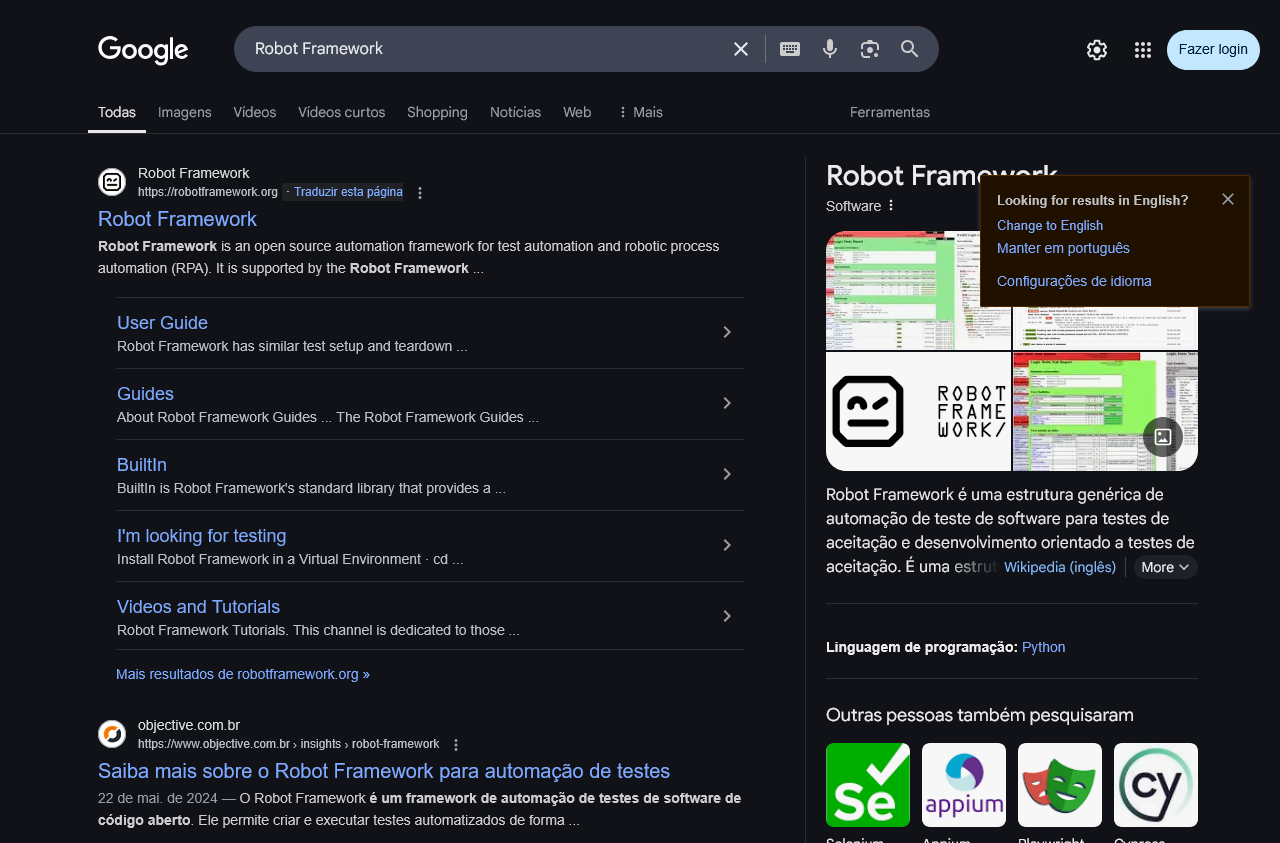 Google
Robot Framework
Fazer login
Todas
Imagens
Vídeos
Vídeos curtos
Shopping
Notícias
Web
Mais
Ferramentas
Robot Framework
https://robotframework.org · Traduzir esta página
Robot Framework
Robot Framework is an open source automation framework for test automation and robotic process
automation (RPA). It is supported by the Robot Framework ...
User Guide
Robot Framework has similar test setup and teardown ...
Guides
About Robot Framework Guides ... The Robot Framework Guides ...
BuiltIn
BuiltIn is Robot Framework's standard library that provides a ...
I'm looking for testing
Install Robot Framework in a Virtual Environment · cd ...
Videos and Tutorials
Robot Framework Tutorials. This channel is dedicated to those ...
Mais resultados de robotframework.org »
objective.com.br
https://www.objective.com.br › insights › robot-framework
Saiba mais sobre o Robot Framework para automação de testes
22 de mai. de 2024 — O Robot Framework é um framework de automação de testes de software de
código aberto. Ele permite criar e executar testes automatizados de forma ...
Robot Framework
Software
Looking for results in English?
Change to English
Manter em português
Configurações de idioma
ROBOT
FRAME
WORK/
Robot Framework é uma estrutura genérica de
automação de teste de software para testes de
aceitação e desenvolvimento orientado a testes de
aceitação. É uma estrut Wikipedia (inglês) More
Linguagem de programação: Python
Outras pessoas também pesquisaram
Se
appium
cy
Selenium
Appium
Playwright
Cypress